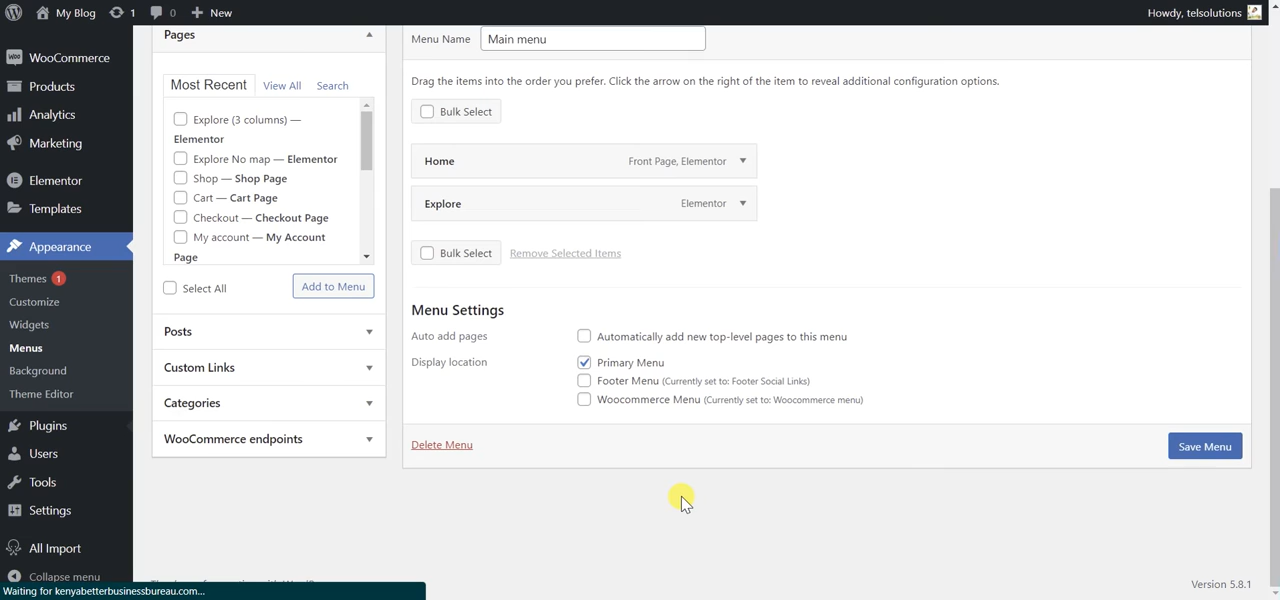 My Blog 1 0 New Howdy, telsolutions
WooCommerce
Products
Analytics
Marketing
Elementor
Templates
Appearance
Themes 1
Customize
Widgets
Menus
Background
Theme Editor
Plugins
Users
Tools
Settings
All Import
Collapse menu
Pages
Most Recent View All Search
Explore (3 columns) —
Elementor
Explore No map — Elementor
Shop — Shop Page
Cart — Cart Page
Checkout — Checkout Page
My account — My Account
Page
Select All Add to Menu
Posts
Custom Links
Categories
WooCommerce endpoints
Menu Name Main menu
Drag the items into the order you prefer. Click the arrow on the right of the item to reveal additional configuration options.
Bulk Select
Home Front Page, Elementor
Explore Elementor
Bulk Select Remove Selected Items
Menu Settings
Auto add pages Automatically add new top-level pages to this menu
Display location Primary Menu
Footer Menu (Currently set to: Footer Social Links)
Woocommerce Menu (Currently set to: Woocommerce menu)
Delete Menu Save Menu
Version 5.8.1
Waiting for kenyabetterbusinessbureau.com...